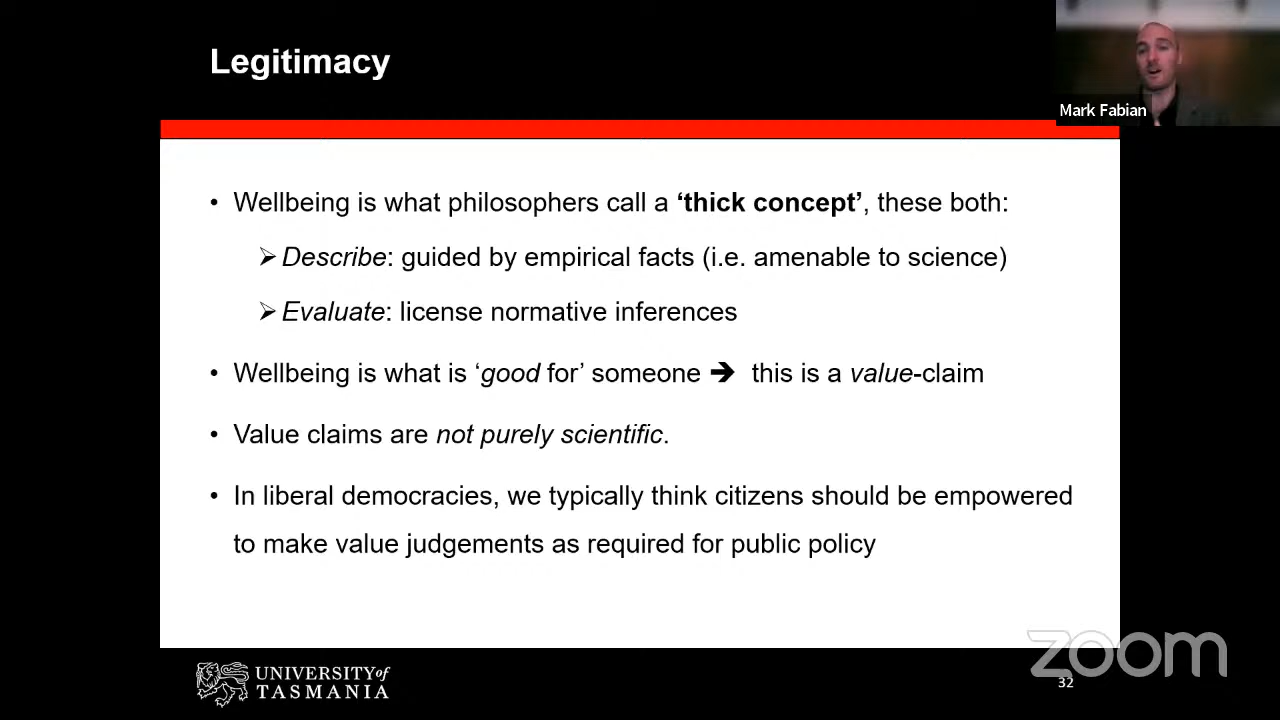 Legitimacy
Mark Fabian
• Wellbeing is what philosophers call a ‘thick concept’, these both:
➢ Describe: guided by empirical facts (i.e. amenable to science)
➢ Evaluate: license normative inferences
• Wellbeing is what is ‘good for’ someone ➔ this is a value-claim
• Value claims are not purely scientific.
• In liberal democracies, we typically think citizens should be empowered
to make value judgements as required for public policy
zoom
UNIVERSITY of
TASMANIA
32